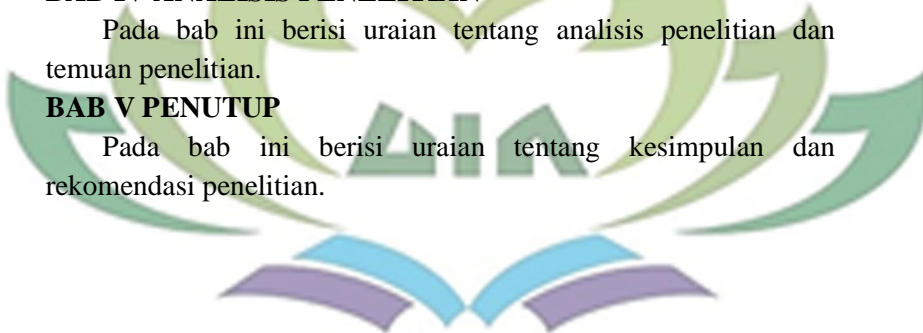 Pada bab ini berisi uraian tentang analisis penelitian dan
temuan penelitian.
BAB V PENUTUP
Pada bab ini berisi uraian tentang kesimpulan dan
rekomendasi penelitian.